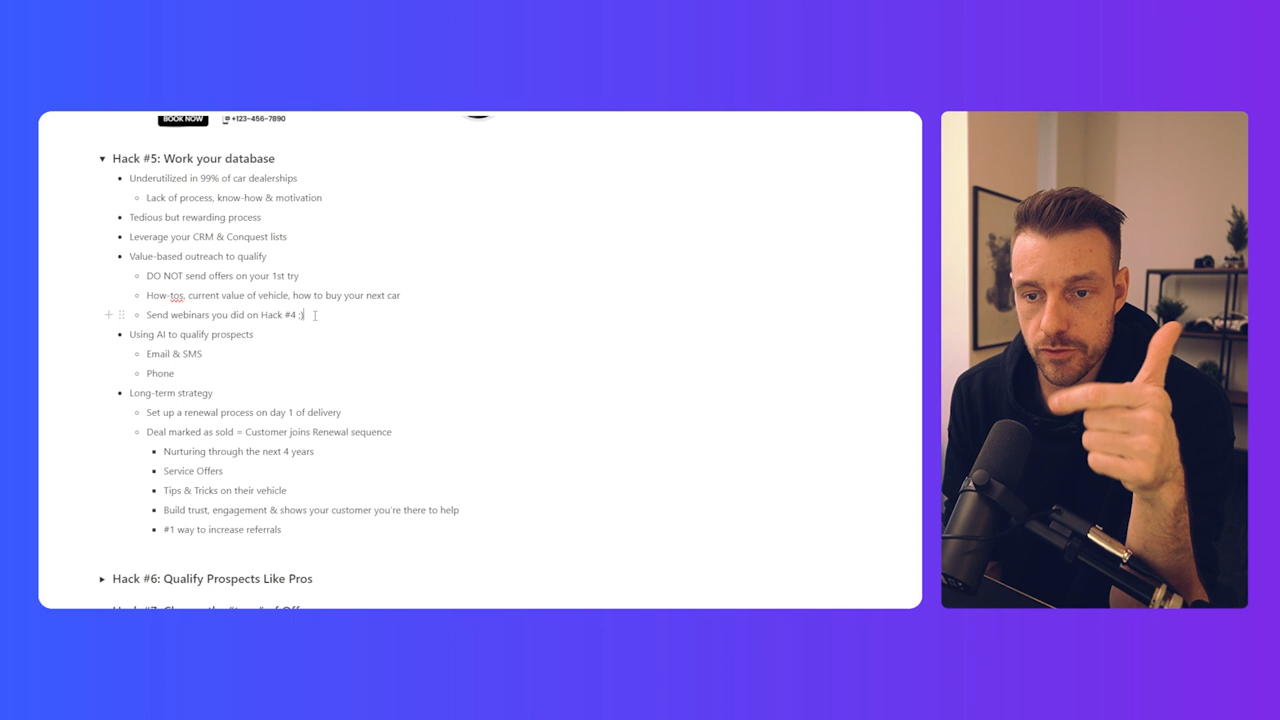 BOOK NOW
+123-456-7890
Hack #5: Work your database
Underutilized in 99% of car dealerships
Lack of process, know-how & motivation
Tedious but rewarding process
Leverage your CRM & Conquest lists
Value-based outreach to qualify
DO NOT send offers on your 1st try
How-tos, current value of vehicle, how to buy your next car
Send webinars you did on Hack #4 ;)
Using AI to qualify prospects
Email & SMS
Phone
Long-term strategy
Set up a renewal process on day 1 of delivery
Deal marked as sold = Customer joins Renewal sequence
Nurturing through the next 4 years
Service Offers
Tips & Tricks on their vehicle
Build trust, engagement & shows your customer you're there to help
#1 way to increase referrals
Hack #6: Qualify Prospects Like Pros